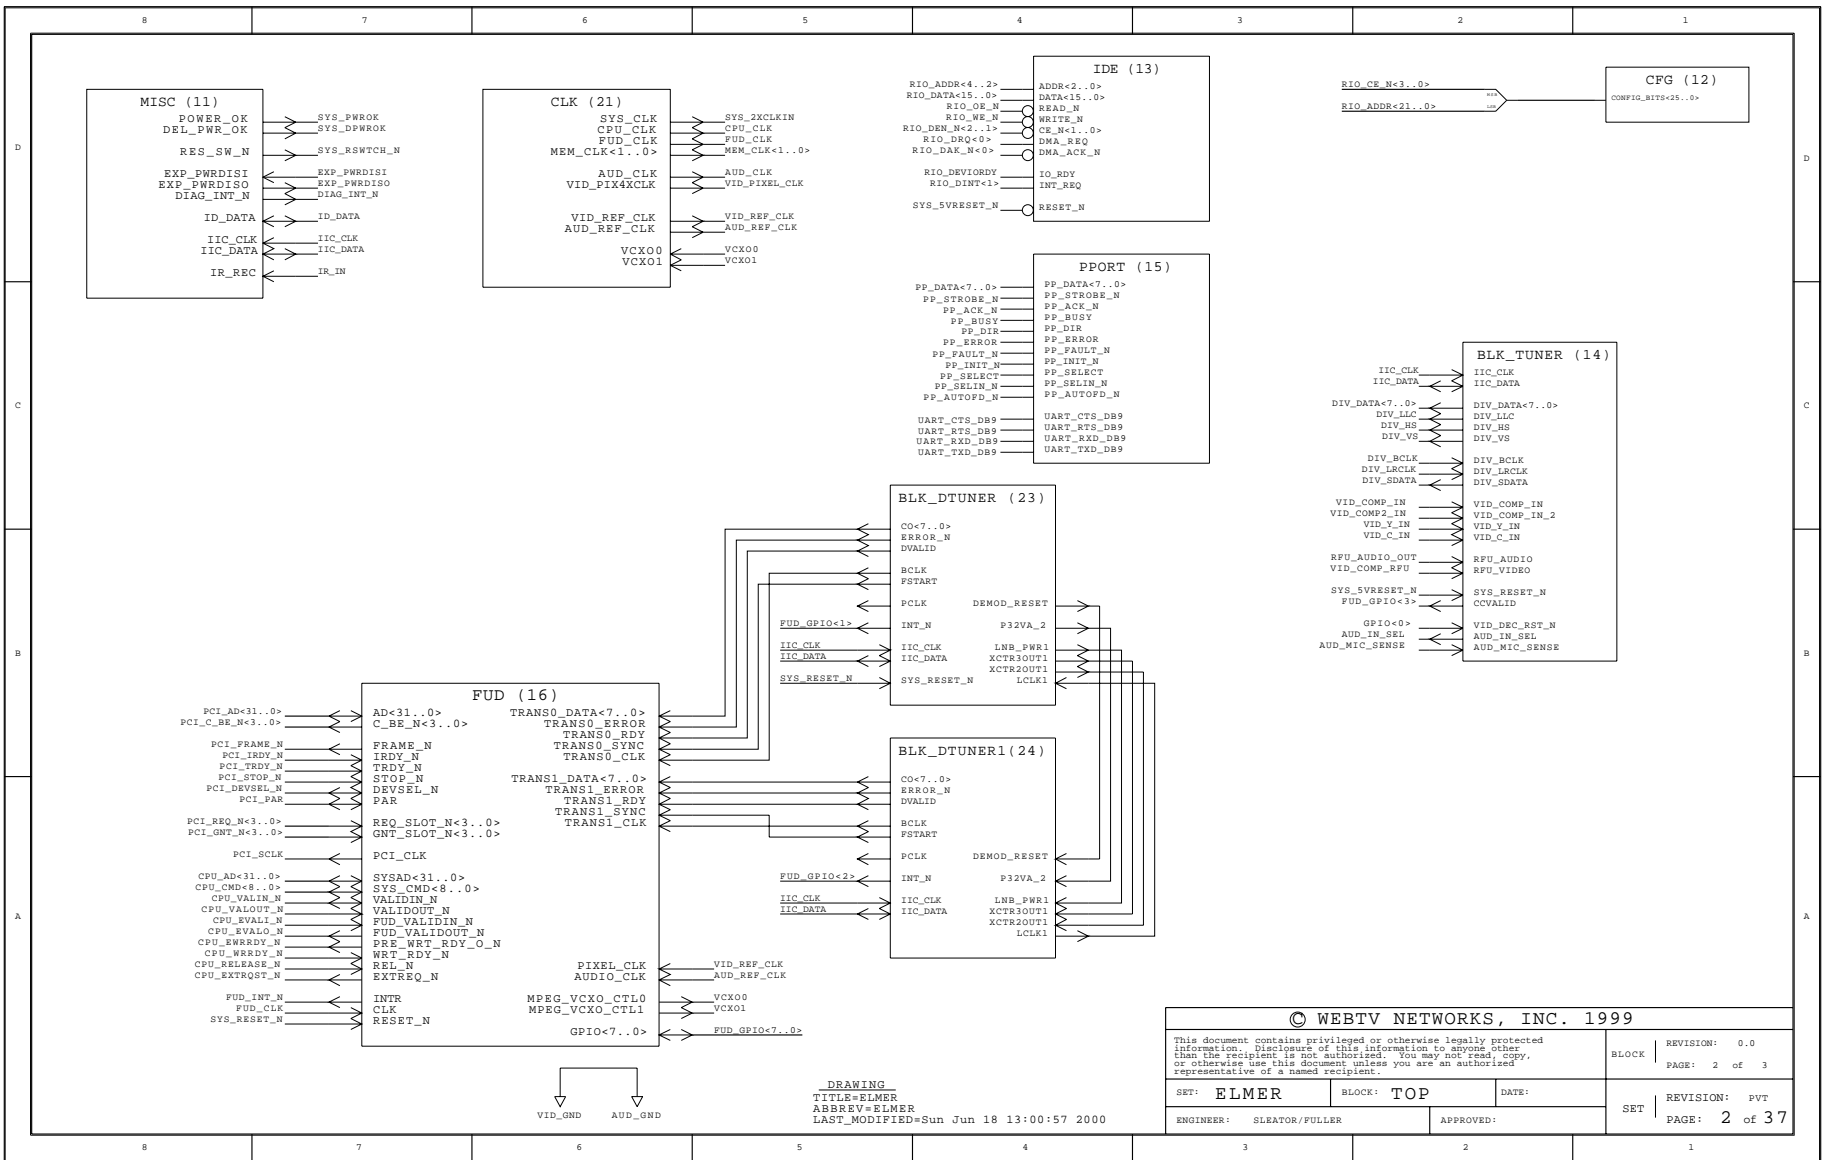 8 7 6 5 4 3 2 1
D
C
B
A
D
C
B
A
MISC (11)
POWER_OK SYS_PWROK
DEL_PWR_OK SYS_DPWROK
RES_SW_N SYS_RSWTCH_N
EXP_PWRDISI EXP_PWRDISI
EXP_PWRDISO EXP_PWRDISO
DIAG_INT_N DIAG_INT_N
ID_DATA ID_DATA
IIC_CLK IIC_CLK
IIC_DATA IIC_DATA
IR_REC IR_IN
CLK (21)
SYS_CLK SYS_2XCLKIN
CPU_CLK CPU_CLK
FUD_CLK FUD_CLK
MEM_CLK<1..0> MEM_CLK<1..0>
AUD_CLK AUD_CLK
VID_PIX4XCLK VID_PIXEL_CLK
VID_REF_CLK VID_REF_CLK
AUD_REF_CLK AUD_REF_CLK
VCXO0 VCXO0
VCXO1 VCXO1
IDE (13)
RIO_ADDR<4..2> ADDR<2..0>
RIO_DATA<15..0> DATA<15..0>
RIO_OE_N READ_N
RIO_WE_N WRITE_N
RIO_DEN_N<2..1> CE_N<1..0>
RIO_DRQ<0> DMA_REQ
RIO_DAK_N<0> DMA_ACK_N
RIO_DEVIORDY IO_RDY
RIO_DINT<1> INT_REQ
SYS_5VRESET_N RESET_N
CFG (12)
RIO_CE_N<3..0> MSB
RIO_ADDR<21..0> LSB
CONFIG_BITS<25..0>
PPORT (15)
PP_DATA<7..0> PP_DATA<7..0>
PP_STROBE_N PP_STROBE_N
PP_ACK_N PP_ACK_N
PP_BUSY PP_BUSY
PP_DIR PP_DIR
PP_ERROR PP_ERROR
PP_FAULT_N PP_FAULT_N
PP_INIT_N PP_INIT_N
PP_SELECT PP_SELECT
PP_SELIN_N PP_SELIN_N
PP_AUTOFD_N PP_AUTOFD_N
UART_CTS_DB9 UART_CTS_DB9
UART_RTS_DB9 UART_RTS_DB9
UART_RXD_DB9 UART_RXD_DB9
UART_TXD_DB9 UART_TXD_DB9
BLK_TUNER (14)
IIC_CLK IIC_CLK
IIC_DATA IIC_DATA
DIV_DATA<7..0> DIV_DATA<7..0>
DIV_LLC DIV_LLC
DIV_HS DIV_HS
DIV_VS DIV_VS
DIV_BCLK DIV_BCLK
DIV_LRCLK DIV_LRCLK
DIV_SDATA DIV_SDATA
VID_COMP_IN VID_COMP_IN
VID_COMP2_IN VID_COMP_IN_2
VID_Y_IN VID_Y_IN
VID_C_IN VID_C_IN
RFU_AUDIO_OUT RFU_AUDIO
VID_COMP_RFU RFU_VIDEO
SYS_5VRESET_N SYS_RESET_N
FUD_GPIO<3> CCVALID
GPIO<0> VID_DEC_RST_N
AUD_IN_SEL AUD_IN_SEL
AUD_MIC_SENSE AUD_MIC_SENSE
BLK_DTUNER (23)
CO<7..0>
ERROR_N
DVALID
BCLK
FSTART
PCLK DEMOD_RESET
FUD_GPIO<1> INT_N P32VA_2
IIC_CLK IIC_CLK LNB_PWR1
IIC_DATA IIC_DATA XCTR3OUT1
XCTR2OUT1
SYS_RESET_N SYS_RESET_N LCLK1
BLK_DTUNER1(24)
CO<7..0>
ERROR_N
DVALID
BCLK
FSTART
PCLK DEMOD_RESET
FUD_GPIO<2> INT_N P32VA_2
IIC_CLK IIC_CLK LNB_PWR1
IIC_DATA IIC_DATA XCTR3OUT1
XCTR2OUT1
LCLK1
FUD (16)
PCI_AD<31..0> AD<31..0> TRANS0_DATA<7..0>
PCI_C_BE_N<3..0> C_BE_N<3..0> TRANS0_ERROR
TRANS0_RDY
PCI_FRAME_N FRAME_N TRANS0_SYNC
PCI_IRDY_N IRDY_N TRANS0_CLK
PCI_TRDY_N TRDY_N
PCI_STOP_N STOP_N TRANS1_DATA<7..0>
PCI_DEVSEL_N DEVSEL_N TRANS1_ERROR
PCI_PAR PAR TRANS1_RDY
TRANS1_SYNC
PCI_REQ_N<3..0> REQ_SLOT_N<3..0> TRANS1_CLK
PCI_GNT_N<3..0> GNT_SLOT_N<3..0>
PCI_SCLK PCI_CLK
CPU_AD<31..0> SYSAD<31..0>
CPU_CMD<8..0> SYS_CMD<8..0>
CPU_VALIN_N VALIDIN_N
CPU_VALOUT_N VALIDOUT_N
CPU_EVALI_N FUD_VALIDIN_N
CPU_EVALO_N FUD_VALIDOUT_N
CPU_EWRRDY_N PRE_WRT_RDY_O_N
CPU_WRRDY_N WRT_RDY_N
CPU_RELEASE_N REL_N PIXEL_CLK VID_REF_CLK
CPU_EXTRQST_N EXTREQ_N AUDIO_CLK AUD_REF_CLK
FUD_INT_N INTR MPEG_VCXO_CTL0 VCXO0
FUD_CLK CLK MPEG_VCXO_CTL1 VCXO1
SYS_RESET_N RESET_N
GPIO<7..0> FUD_GPIO<7..0>
VID_GND AUD_GND
DRAWING
TITLE=ELMER
ABBREV=ELMER
LAST_MODIFIED=Sun Jun 18 13:00:57 2000
© WEBTV NETWORKS, INC. 1999
This document contains privileged or otherwise legally protected
information. Disclosure of this information to anyone other
than the recipient is not authorized. You may not read, copy,
or otherwise use this document unless you are an authorized
representative of a named recipient.
BLOCK REVISION: 0.0
PAGE: 2 of 3
SET: ELMER BLOCK: TOP DATE:
ENGINEER: SLEATOR/FULLER APPROVED:
SET REVISION: PVT
PAGE: 2 of 37
8 7 6 5 4 3 2 1